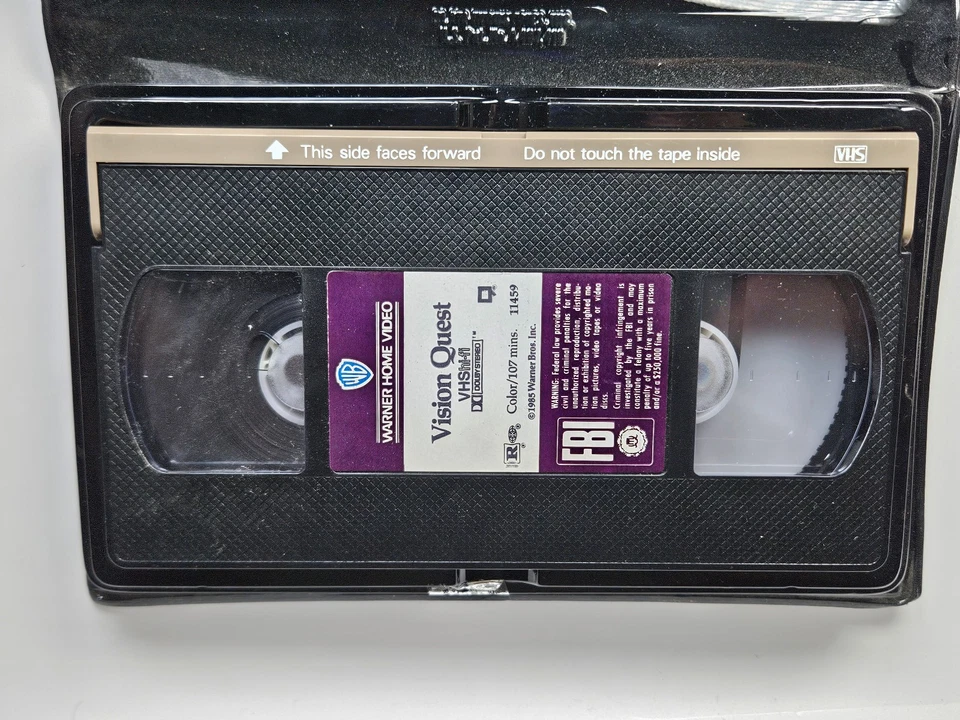 This side faces forward
Do not touch the tape inside
VHS
WB
WARNER HOME VIDEO
Vision Quest
VHS hi-fi
DOLBY STEREO™
R
Color/107 mins. 11459
©1985 Warner Bros. Inc.
FBI
WARNING: Federal law provides severe
civil and criminal penalties for the
unauthorized reproduction, distribu-
tion or exhibition of copyrighted mo-
tion pictures, video tapes or video
discs.
Criminal copyright infringement is
investigated by the FBI and may
constitute a felony with a maximum
penalty of up to five years in prison
and/or a $250,000 fine.